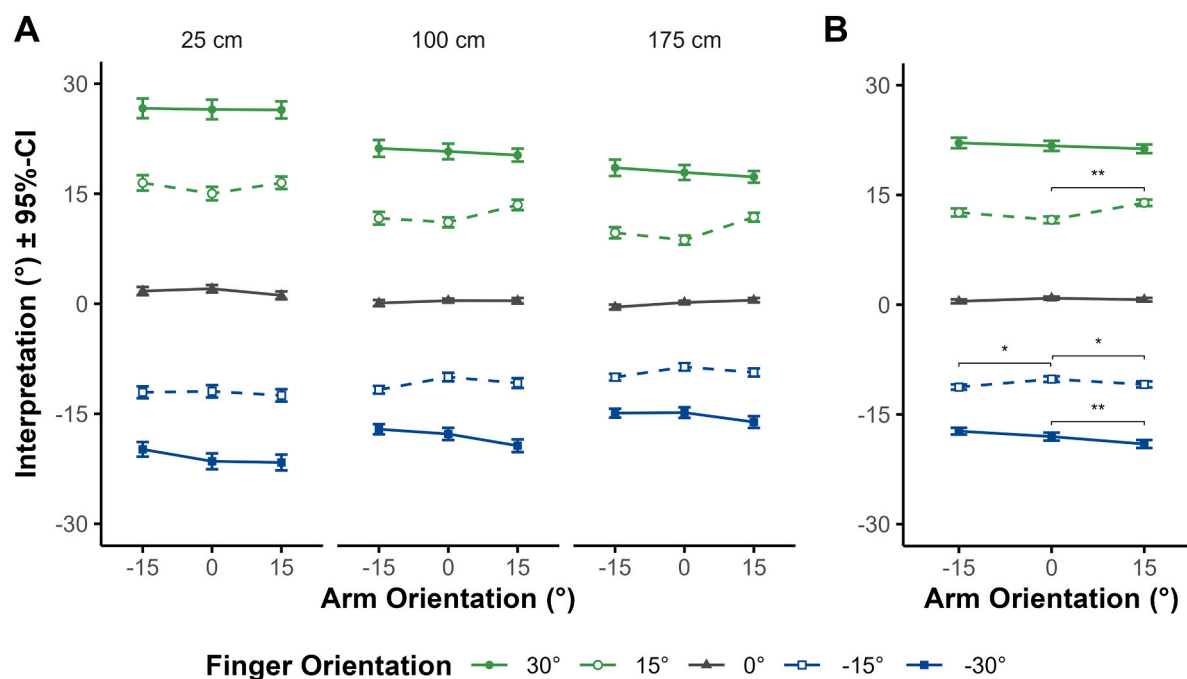 A
B
25 cm
100 cm
175 cm
Interpretation (°) ± 95%-CI
30
15
0
-15
-30
30
15
0
-15
-30
**
*
*
**
-15 0 15
-15 0 15
-15 0 15
-15 0 15
Arm Orientation (°)
Arm Orientation (°)
Finger Orientation 30° 15° 0° -15° -30°